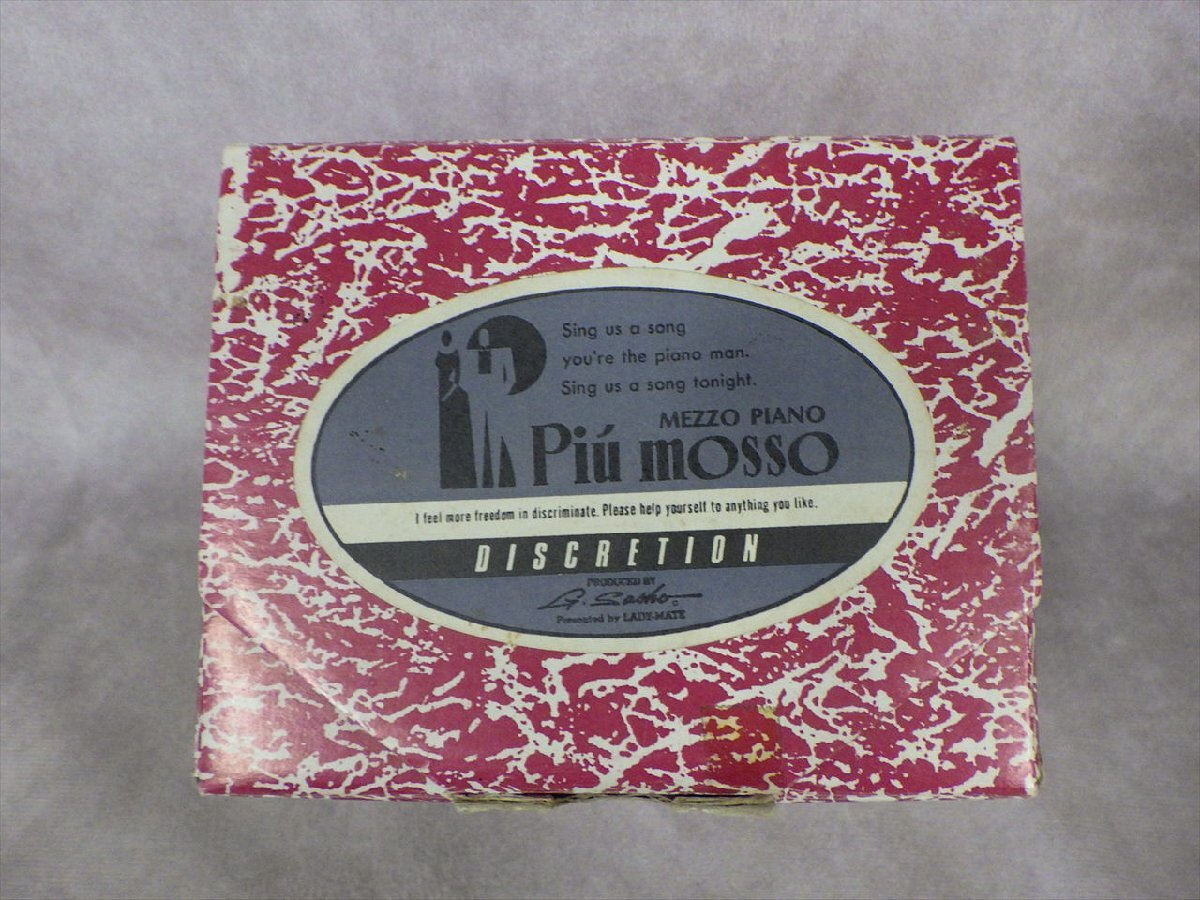 Sing us a song
you're the piano man.
Sing us a song tonight.
MEZZO PIANO
Piú mosso
I feel more freedom in discriminate. Please help yourself to anything you like.
DISCRETION
PRODUCED BY
G. Sacho
Presented by LADY-MATE